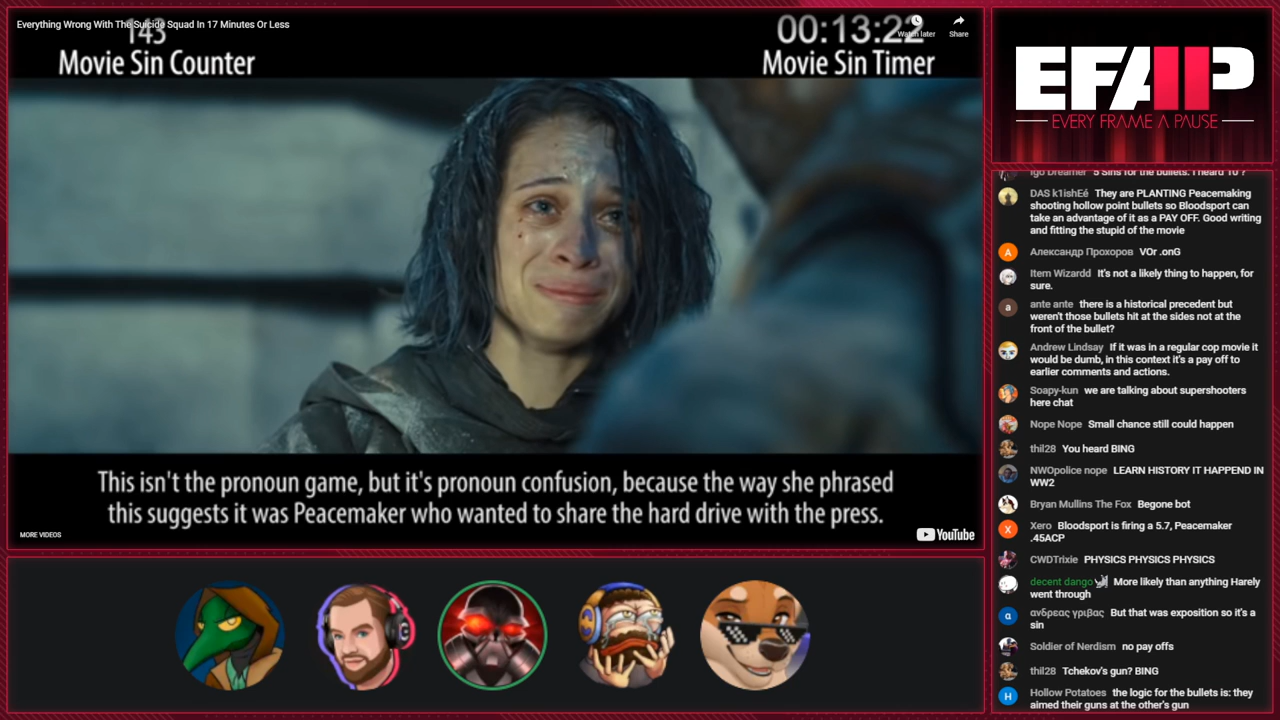 Everything Wrong With The Suicide Squad In 17 Minutes Or Less
143
Movie Sin Counter
00:13:22
Movie Sin Timer
Watch later
Share
This isn't the pronoun game, but it's pronoun confusion, because the way she phrased
this suggests it was Peacemaker who wanted to share the hard drive with the press.
MORE VIDEOS
YouTube
EFAP
EVERY FRAME A PAUSE
Igo Dreamer 5 Sins for the bullets. I heard 10 ?
DAS k1ishEé They are PLANTING Peacemaking
shooting hollow point bullets so Bloodsport can
take an advantage of it as a PAY OFF. Good writing
and fitting the stupid of the movie
Александр Прохоров VOr .onG
Item Wizardd It's not a likely thing to happen, for
sure.
ante ante there is a historical precedent but
weren't those bullets hit at the sides not at the
front of the bullet?
Andrew Lindsay If it was in a regular cop movie it
would be dumb, in this context it's a pay off to
earlier comments and actions.
Soapy-kun we are talking about supershooters
here chat
Nope Nope Small chance still could happen
thil28 You heard BING
NWOpolice nope LEARN HISTORY IT HAPPEND IN
WW2
Bryan Mullins The Fox Begone bot
Xero Bloodsport is firing a 5.7, Peacemaker
.45ACP
CWDTrixie PHYSICS PHYSICS PHYSICS
decent dango More likely than anything Harely
went through
ανδρεας γριβας But that was exposition so it's a
sin
Soldier of Nerdism no pay offs
thil28 Tchekov's gun? BING
Hollow Potatoes the logic for the bullets is: they
aimed their guns at the other's gun